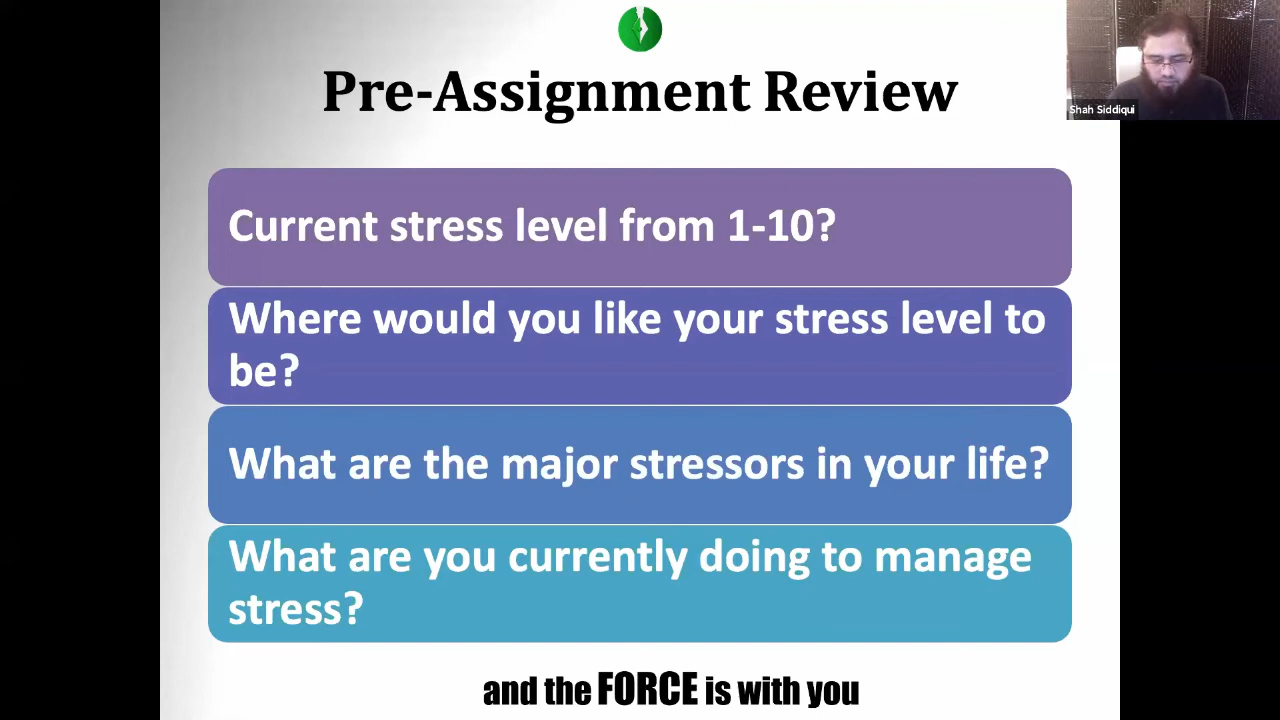 Pre-Assignment Review
Shah Siddiqui
Current stress level from 1-10?
Where would you like your stress level to
be?
What are the major stressors in your life?
What are you currently doing to manage
stress?
and the FORCE is with you